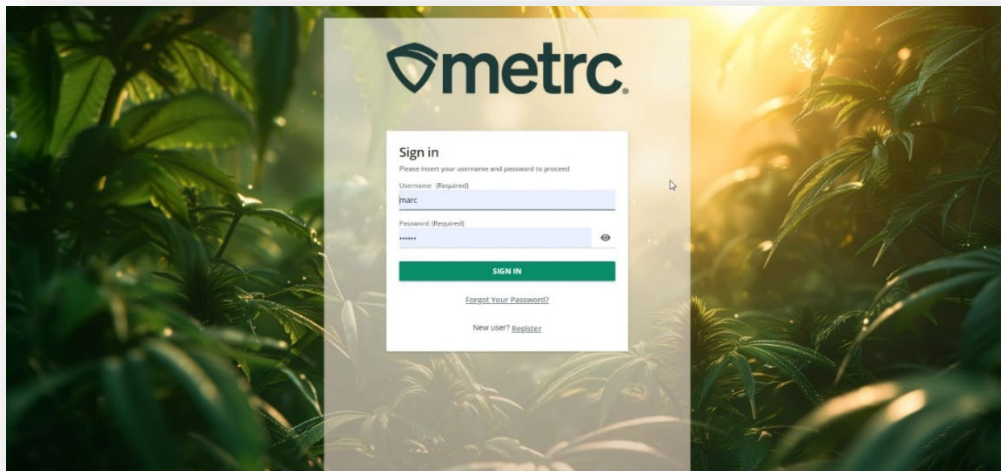 metrc®
Sign in
Please insert your username and password to proceed
Username (Required)
marc
Password (Required)
••••••
SIGN IN
Forgot Your Password?
New user? Register